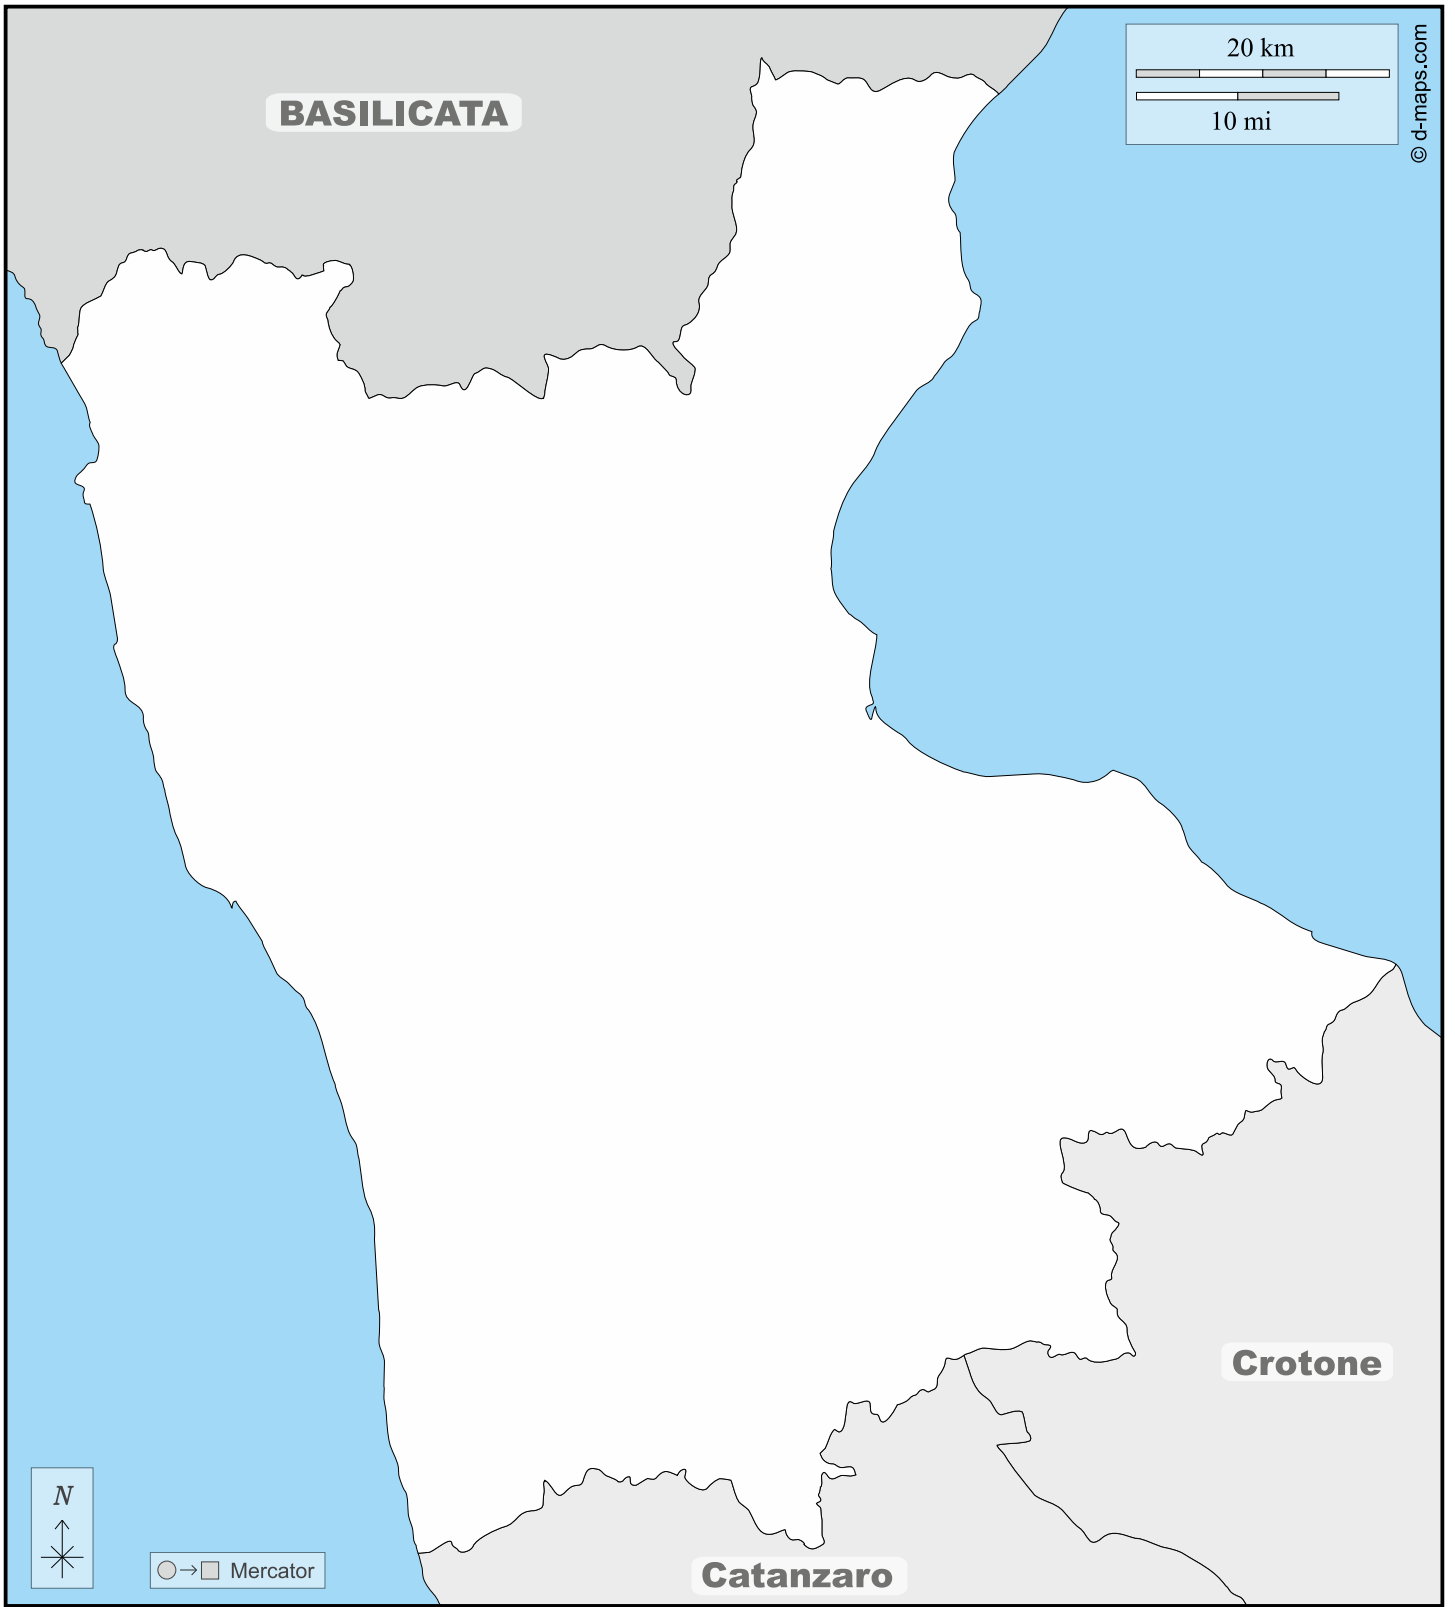 20 km
10 mi
© d-maps.com
BASILICATA
Crotone
N
Mercator
Catanzaro